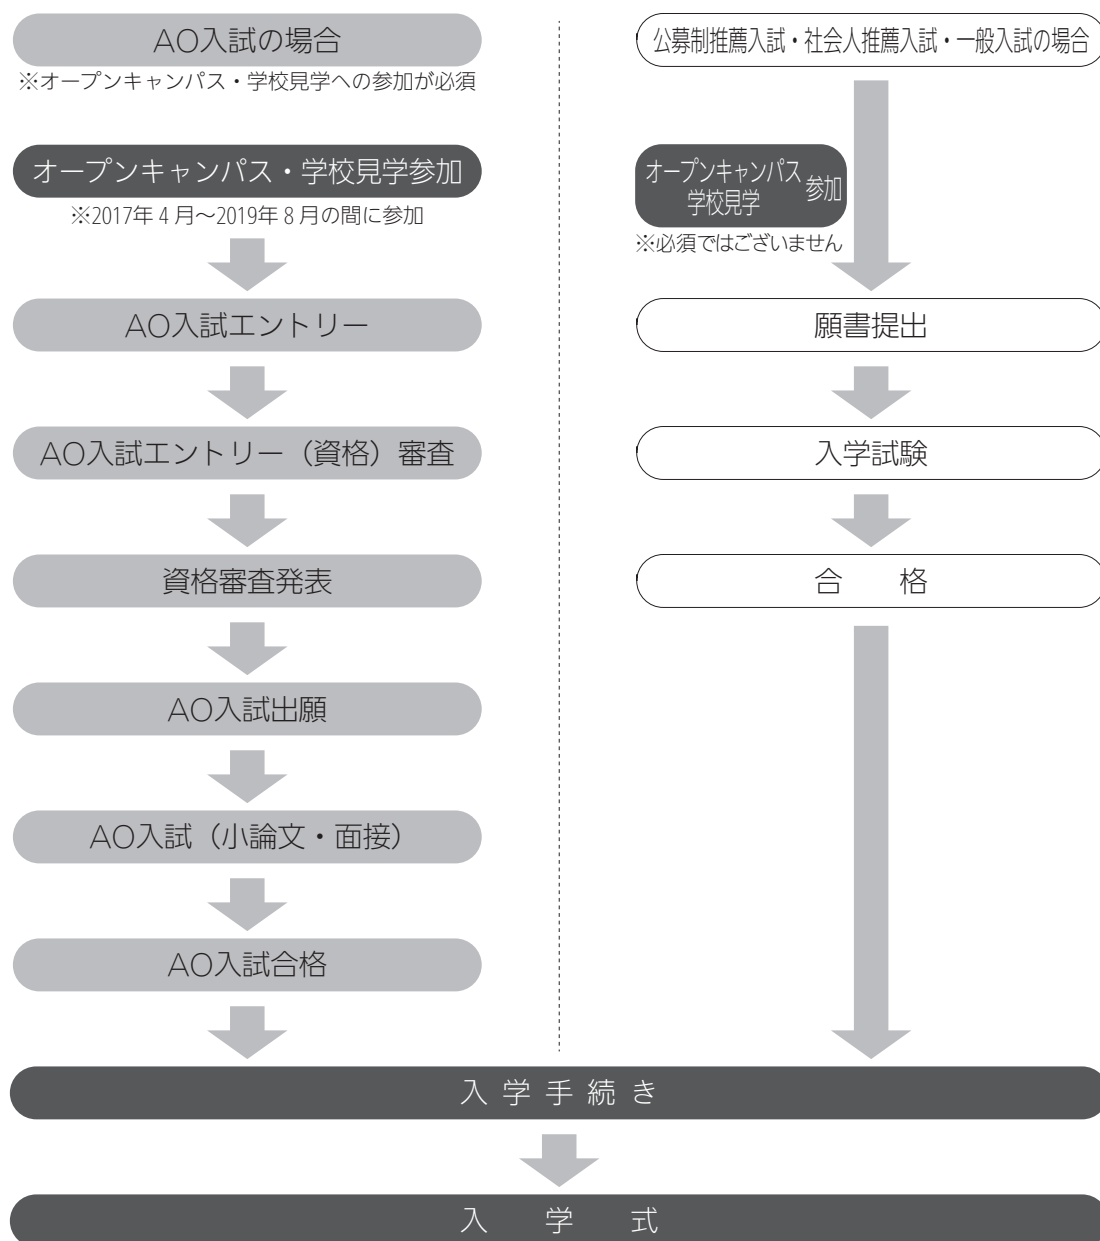 AO入試の場合
※オープンキャンパス・学校見学への参加が必須
オープンキャンパス・学校見学参加
※2017年4月～2019年8月の間に参加
AO入試エントリー
AO入試エントリー（資格）審査
資格審査発表
AO入試出願
AO入試（小論文・面接）
AO入試合格
公募制推薦入試・社会人推薦入試・一般入試の場合
オープンキャンパス
学校見学
参加
※必須ではございません
願書提出
入学試験
合　格
入学手続き
入　学　式